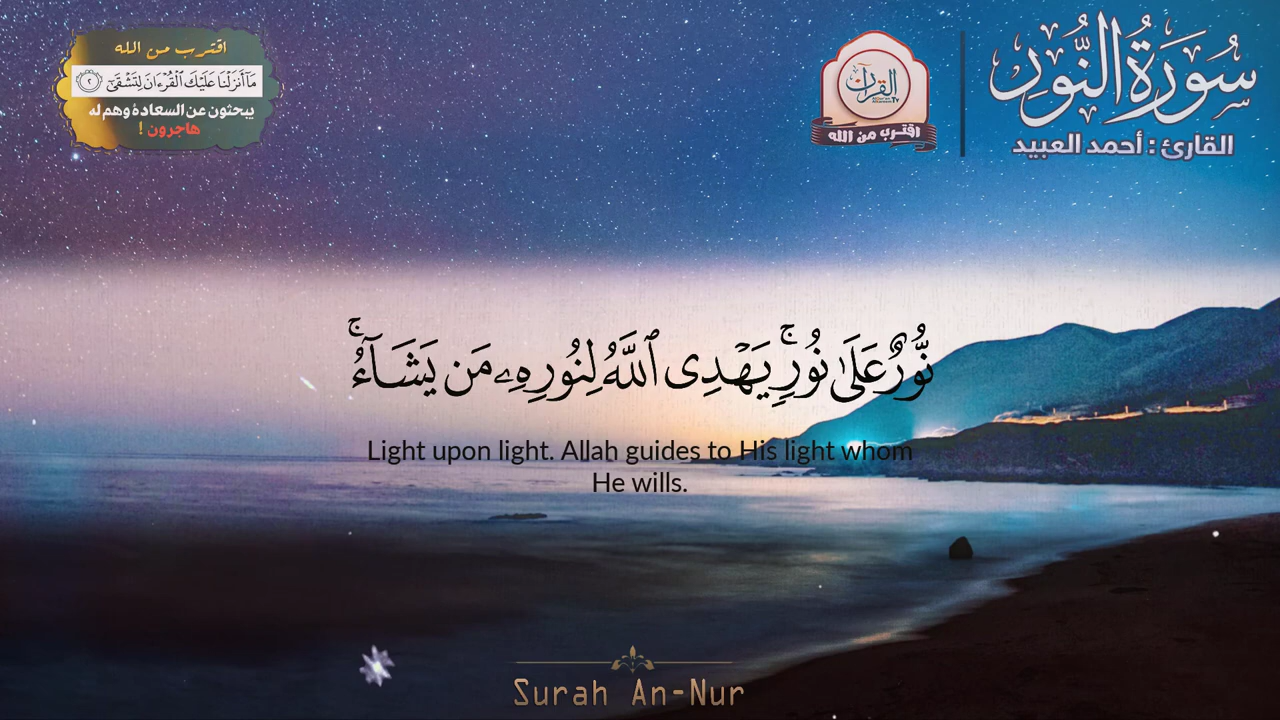 اقترب من الله
مَآ أَنزَلْنَا عَلَيْكَ ٱلْقُرْءَانَ لِتَشْقَىٰٓ ٢
يبحثون عن السعادة وهم له
هاجرون !
القرآن
اقترب من الله
سُورَةُ النُّورِ
القارئ : أحمد العبيد
نُّورٌ عَلَىٰ نُورٍ ۚ يَهْدِى ٱللَّهُ لِنُورِهِۦ مَن يَشَآءُ ۚ
Light upon light. Allah guides to His light whom
He wills.
Surah An-Nur